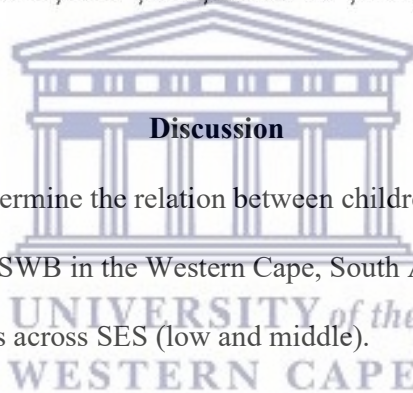 Discussion
ermine the relation between childre
SWB in the Western Cape, South A
UNIVERSITY of the
s across SES (low and middle).
WESTERN CAPE